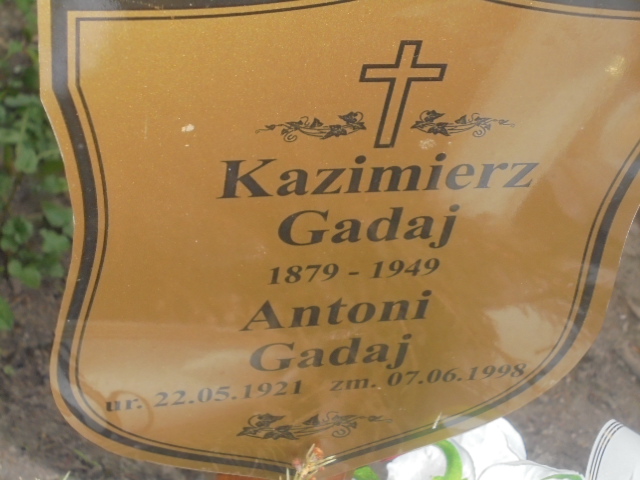 Kazimierz
Gadaj
1879 - 1949
Antoni
Gadaj
ur. 22.05.1921 zm. 07.06.1998